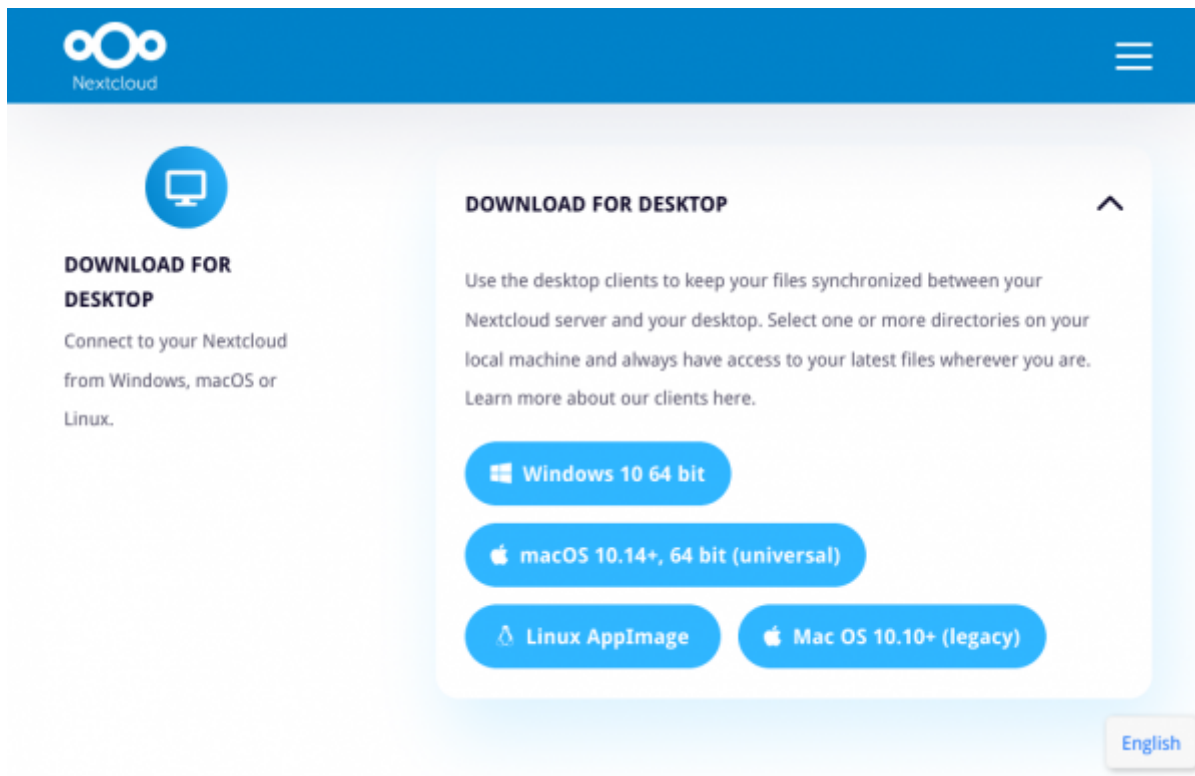 Nextcloud
DOWNLOAD FOR
DESKTOP
Connect to your Nextcloud
from Windows, macOS or
Linux.
DOWNLOAD FOR DESKTOP
Use the desktop clients to keep your files synchronized between your
Nextcloud server and your desktop. Select one or more directories on your
local machine and always have access to your latest files wherever you are.
Learn more about our clients here.
Windows 10 64 bit
macOS 10.14+, 64 bit (universal)
Linux AppImage
Mac OS 10.10+ (legacy)
English